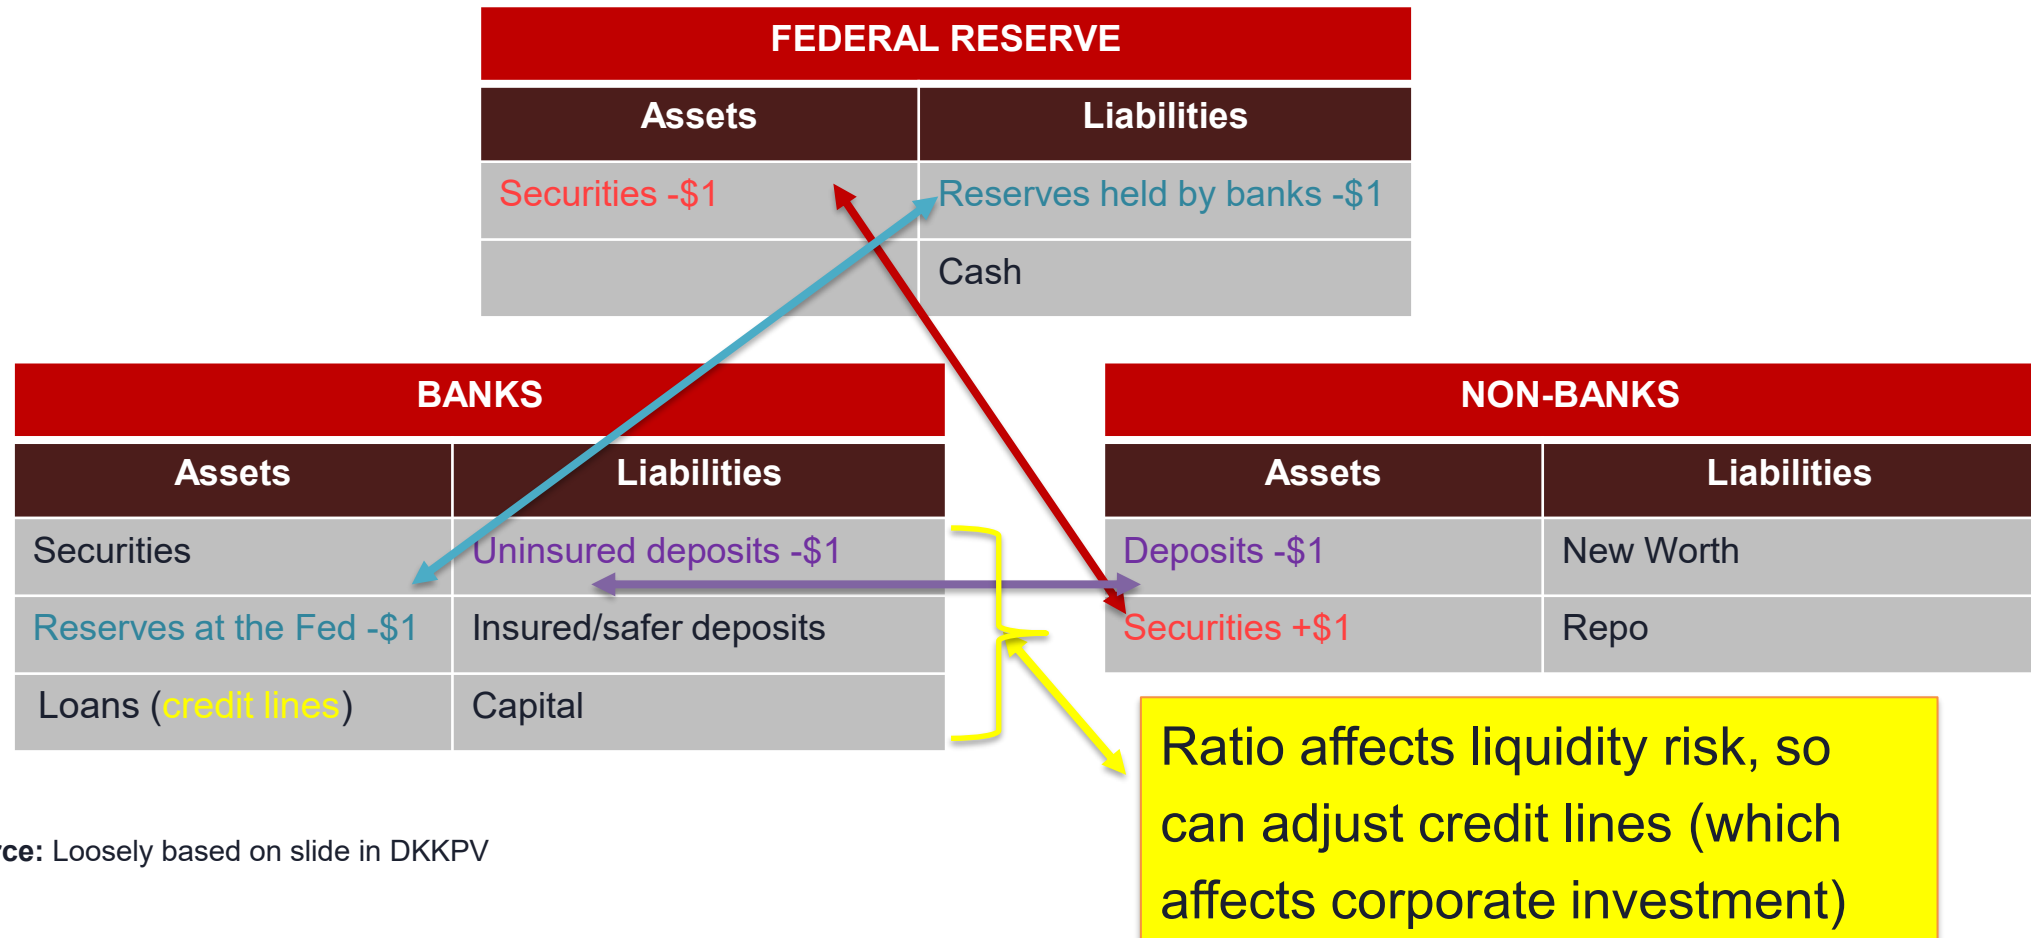 FEDERAL RESERVE
Assets Liabilities
Securities -$1 Reserves held by banks -$1
Cash
BANKS
Assets Liabilities
Securities Uninsured deposits -$1
Reserves at the Fed -$1 Insured/safer deposits
Loans (credit lines) Capital
NON-BANKS
Assets Liabilities
Deposits -$1 New Worth
Securities +$1 Repo
Ratio affects liquidity risk, so
can adjust credit lines (which
affects corporate investment)
rce: Loosely based on slide in DKKPV